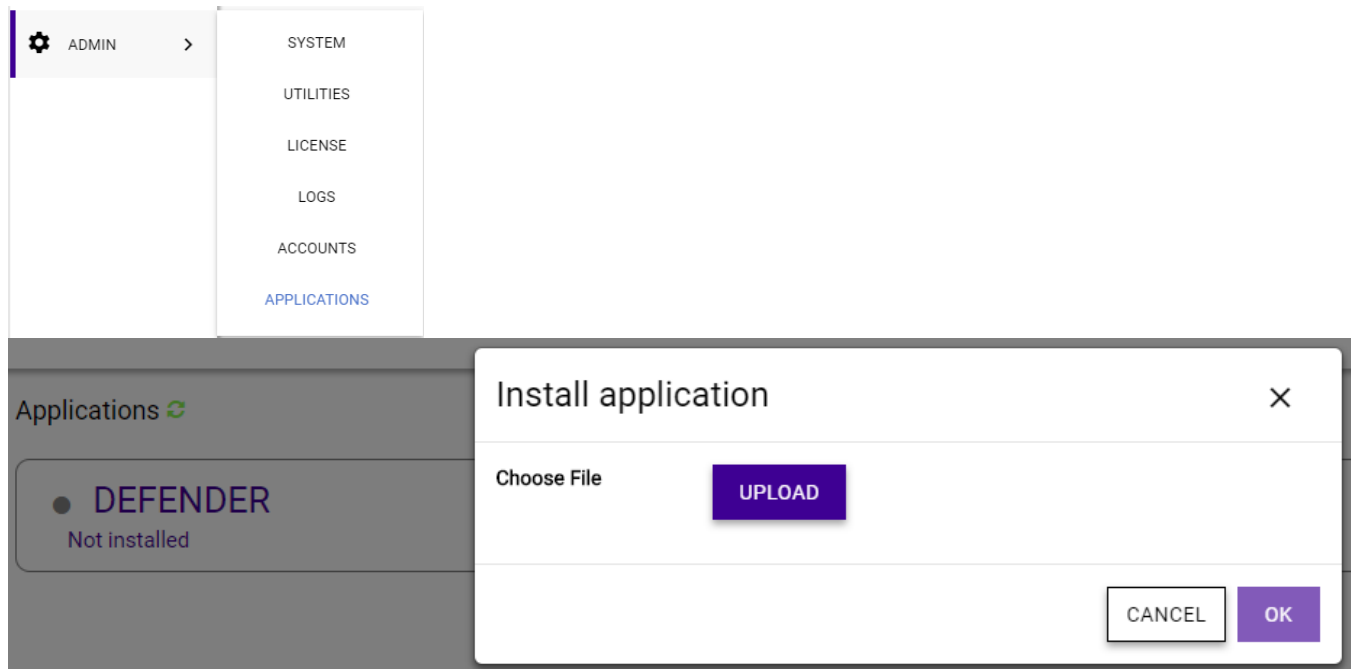 ADMIN
SYSTEM
UTILITIES
LICENSE
LOGS
ACCOUNTS
APPLICATIONS
Applications
DEFENDER
Not installed
Install application
Choose File
UPLOAD
CANCEL
OK